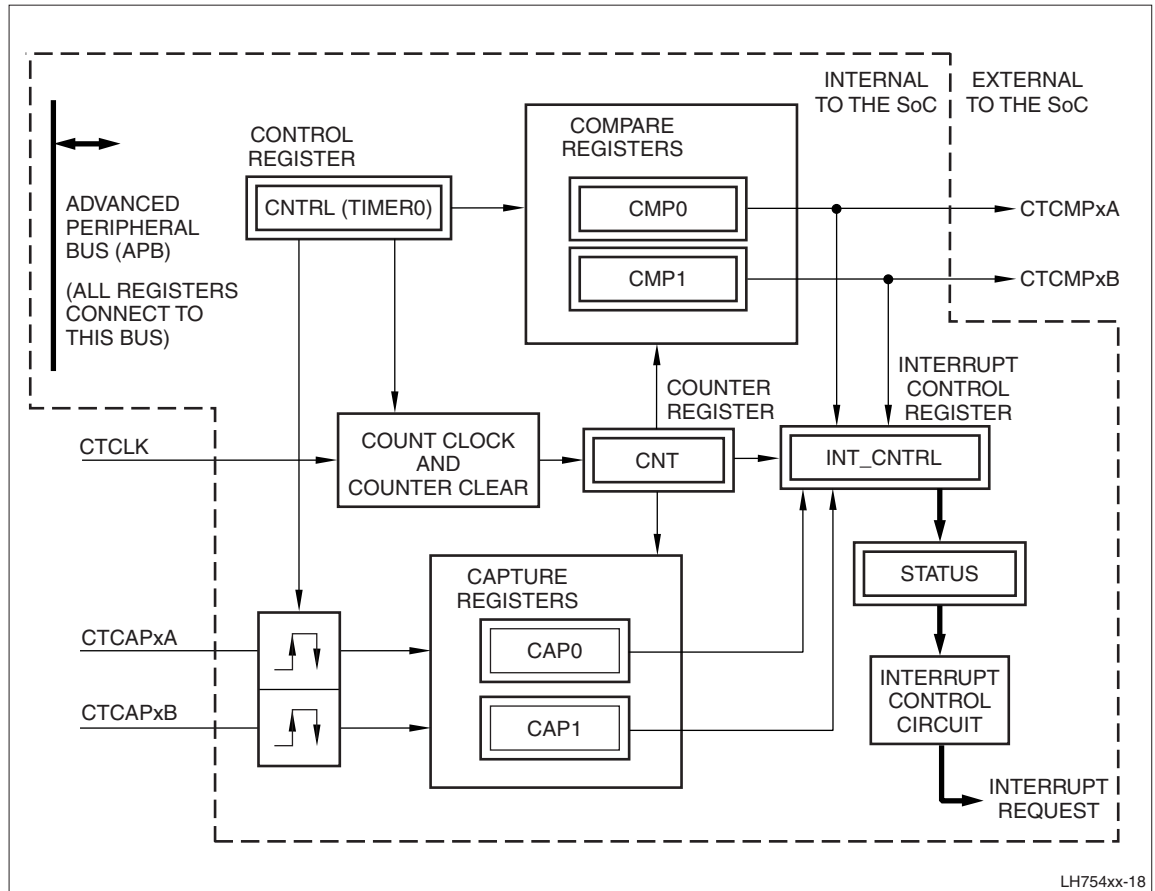 INTERNAL
TO THE SoC
EXTERNAL
TO THE SoC
COMPARE
REGISTERS
CONTROL
REGISTER
CNTRL (TIMER0)
CMP0
CTCMPxA
ADVANCED
PERIPHERAL
BUS (APB)
CMP1
CTCMPxB
(ALL REGISTERS
CONNECT TO
THIS BUS)
COUNTER
REGISTER
INTERRUPT
CONTROL
REGISTER
CTCLK
COUNT CLOCK
AND
COUNTER CLEAR
CNT
INT_CNTRL
STATUS
CAPTURE
REGISTERS
CTCAPxA
CAP0
CTCAPxB
CAP1
INTERRUPT
CONTROL
CIRCUIT
INTERRUPT
REQUEST
LH754xx-18